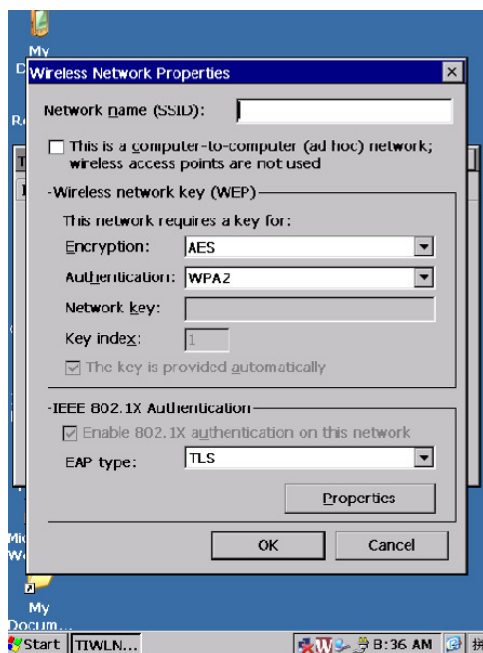 My
D
Wireless Network Properties
Network name (SSID):
R
This is a computer-to-computer (ad hoc) network;
wireless access points are not used
T
Wireless network key (WEP)
This network requires a key for:
Encryption: AES
Authentication: WPA2
Network key:
Key index: 1
The key is provided automatically
IEEE 802.1X Authentication
Enable 802.1X authentication on this network
EAP type: TLS
Properties
Mic
W
OK Cancel
My
Docum...
Start TIWLN... W 8:36 AM 拼